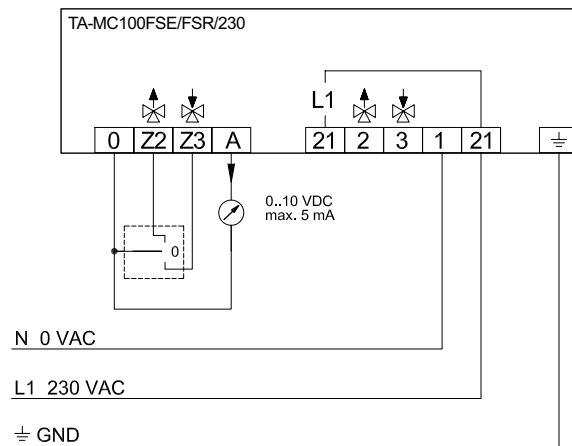 TA-MC100FSE/FSR/230
L1
0 Z2 Z3 A 21 2 3 1 21
0..10 VDC
max. 5 mA
0
N 0 VAC
L1 230 VAC
GND